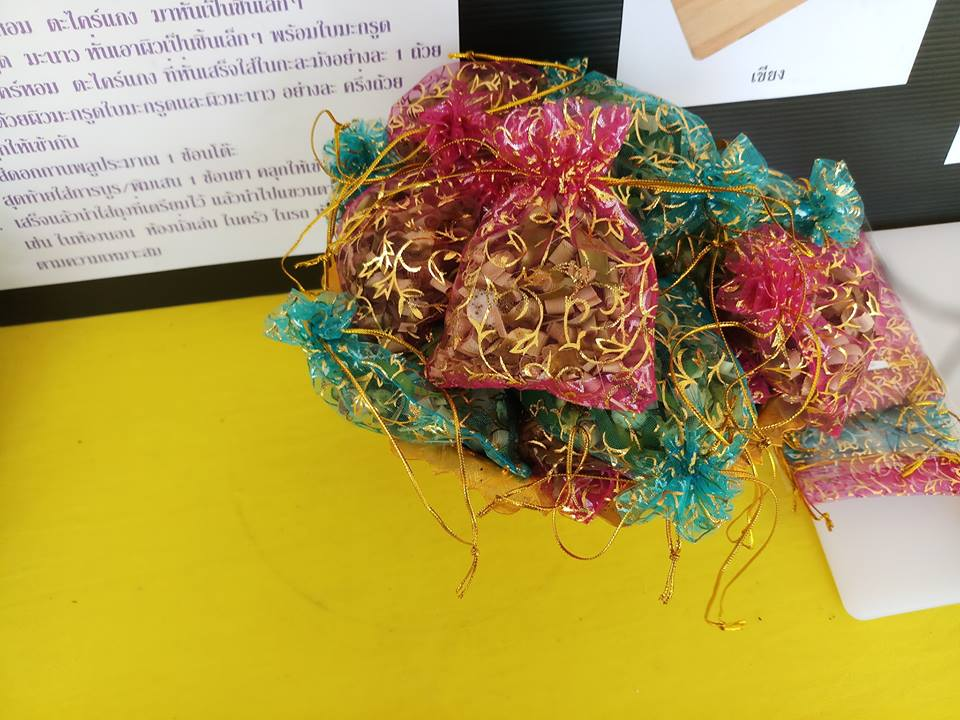 หอม ตะไคร้แกง มาหั่นเป็นชิ้นเล็กๆ
มะนาว หั่นเอาผิวเป็นชิ้นเล็กๆ พร้อมใบมะกรูด
ตะไคร้แกง ที่หั่นเสร็จใส่ในกะละมังอย่างละ 1 ถ้วย
ด้วยผิวมะกรูดใบมะกรูดและผิวมะนาว อย่างละ ครึ่งถ้วย
ให้เข้ากัน
ดอกกานพลูประมาณ 1 ช้อนโต๊ะ
สุดท้ายใส่การบูร/พิมเสน 1 ช้อนชา คลุกให้
เสร็จแล้วนำใส่ถุงที่เตรียมไว้ แล้วนำไปแขวน
เช่น ในห้องนอน ห้องนั่งเล่น ในครัว ในรถ
ตามความเหมาะสม
เขียง